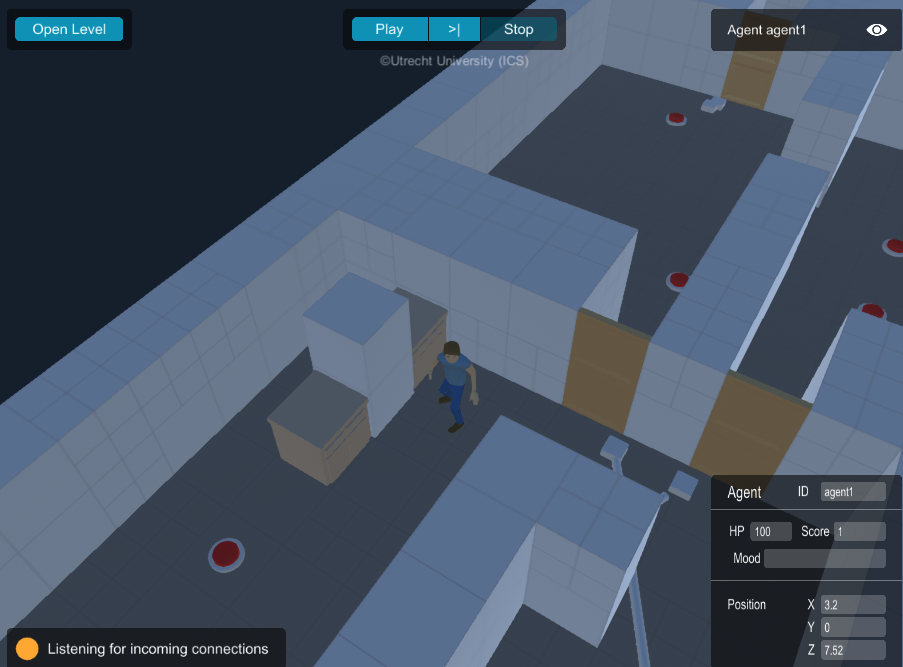 Open Level
Play >| Stop
Agent agent1
©Utrecht University (ICS)
Agent ID agent1
HP 100 Score 1
Mood
Position X 3.2
Y 0
Z 7.52
Listening for incoming connections